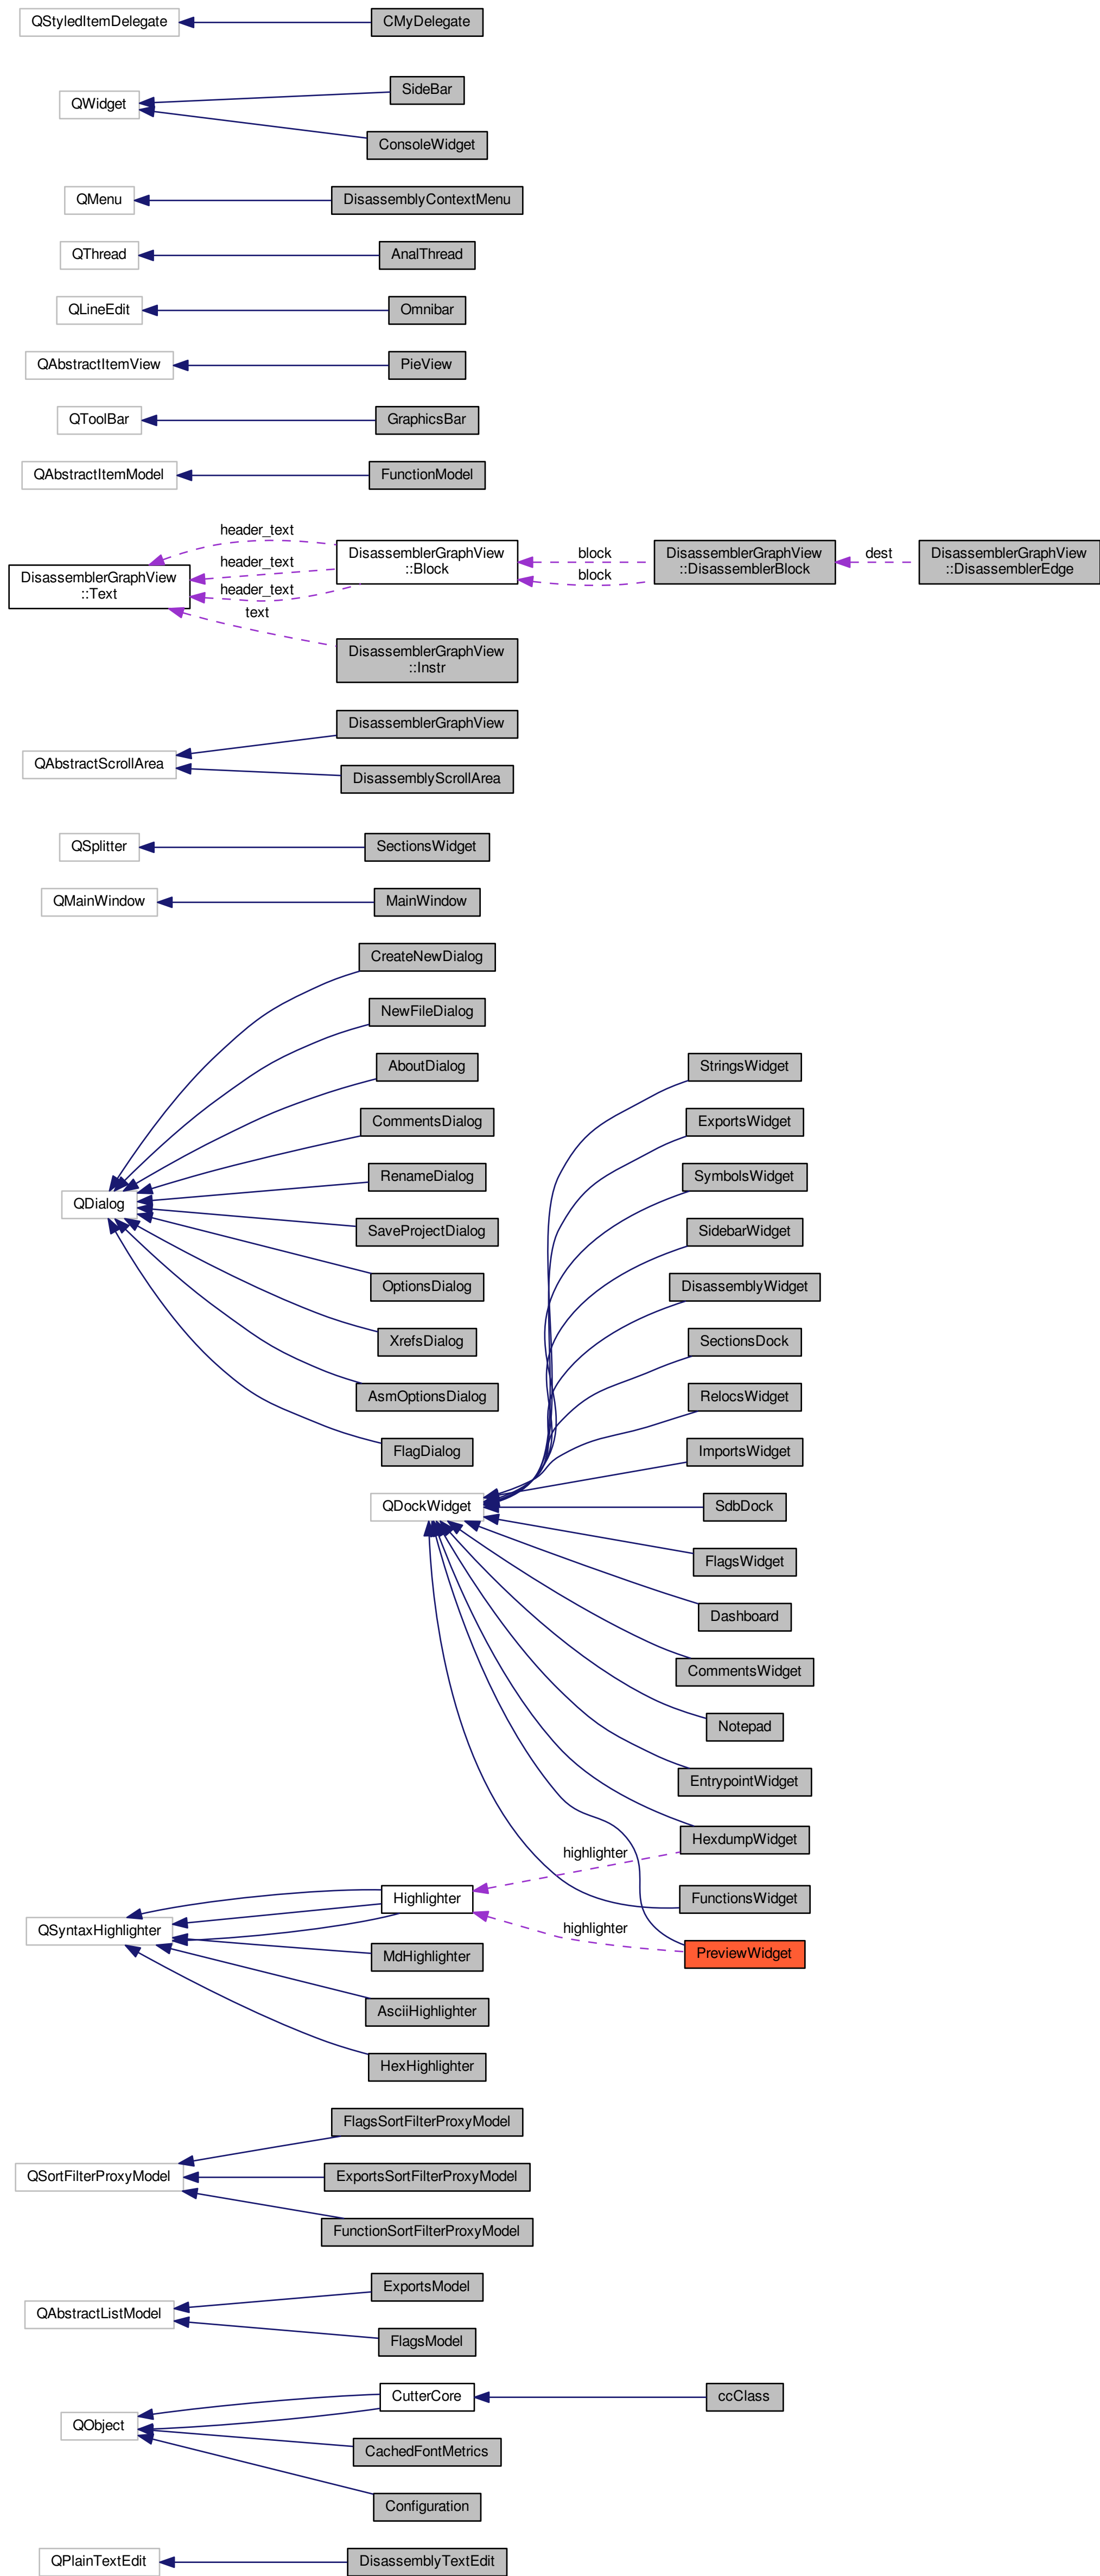 QStyledItemDelegate
CMyDelegate
QWidget
SideBar
ConsoleWidget
QMenu
DisassemblyContextMenu
QThread
AnalThread
QLineEdit
Omnibar
QAbstractItemView
PieView
QToolBar
GraphicsBar
QAbstractItemModel
FunctionModel
DisassemblerGraphView
::Text
header_text
header_text
header_text
text
DisassemblerGraphView
::Block
DisassemblerGraphView
::Instr
block
block
DisassemblerGraphView
::DisassemblerBlock
dest
DisassemblerGraphView
::DisassemblerEdge
QAbstractScrollArea
DisassemblerGraphView
DisassemblyScrollArea
QSplitter
SectionsWidget
QMainWindow
MainWindow
QDialog
CreateNewDialog
NewFileDialog
AboutDialog
CommentsDialog
RenameDialog
SaveProjectDialog
OptionsDialog
XrefsDialog
AsmOptionsDialog
FlagDialog
QDockWidget
StringsWidget
ExportsWidget
SymbolsWidget
SidebarWidget
DisassemblyWidget
SectionsDock
RelocsWidget
ImportsWidget
SdbDock
FlagsWidget
Dashboard
CommentsWidget
Notepad
EntrypointWidget
HexdumpWidget
FunctionsWidget
PreviewWidget
highlighter
highlighter
QSyntaxHighlighter
Highlighter
MdHighlighter
AsciiHighlighter
HexHighlighter
QSortFilterProxyModel
FlagsSortFilterProxyModel
ExportsSortFilterProxyModel
FunctionSortFilterProxyModel
QAbstractListModel
ExportsModel
FlagsModel
QObject
CutterCore
ccClass
CachedFontMetrics
Configuration
QPlainTextEdit
DisassemblyTextEdit